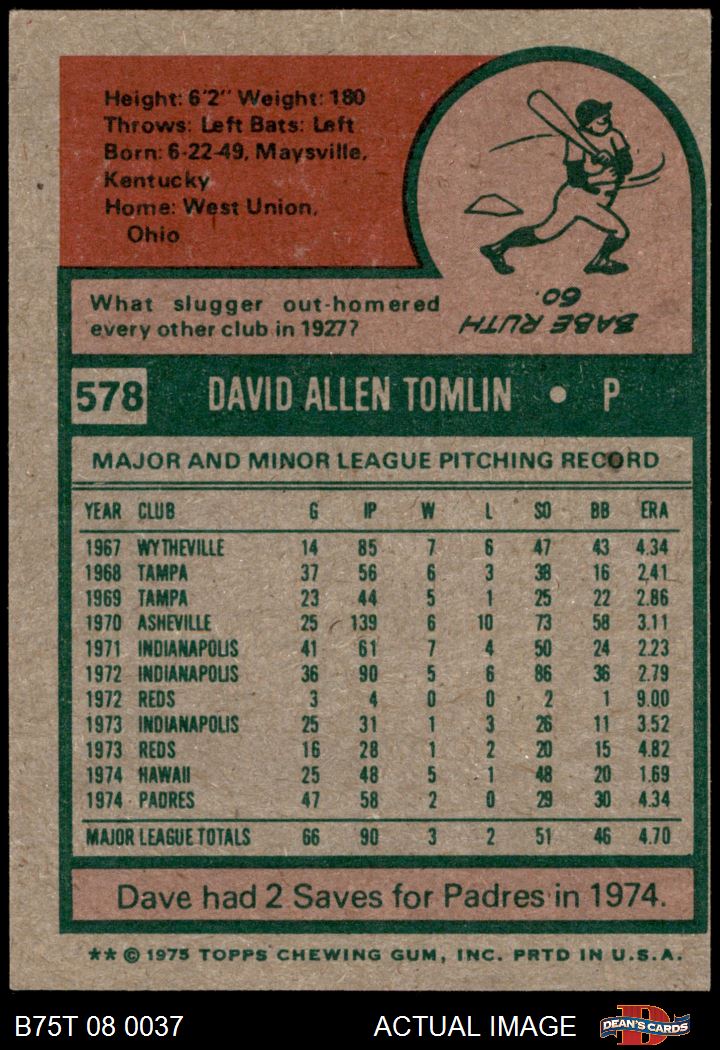 Height: 6'2" Weight: 180
Throws: Left Bats: Left
Born: 6-22-49, Maysville,
Kentucky
Home: West Union,
Ohio
What slugger out-homered
every other club in 1927?
BABE RUTH
60.
578 DAVID ALLEN TOMLIN • P
MAJOR AND MINOR LEAGUE PITCHING RECORD
YEAR CLUB G IP W L SO BB ERA
1967 WYTHEVILLE 14 85 7 6 47 43 4.34
1968 TAMPA 37 56 6 3 38 16 2.41
1969 TAMPA 23 44 5 1 25 22 2.86
1970 ASHEVILLE 25 139 6 10 73 58 3.11
1971 INDIANAPOLIS 41 61 7 4 50 24 2.23
1972 INDIANAPOLIS 36 90 5 6 86 36 2.79
1972 REDS 3 4 0 0 2 1 9.00
1973 INDIANAPOLIS 25 31 1 3 26 11 3.52
1973 REDS 16 28 1 2 20 15 4.82
1974 HAWAII 25 48 5 1 48 20 1.69
1974 PADRES 47 58 2 0 29 30 4.34
MAJOR LEAGUE TOTALS 66 90 3 2 51 46 4.70
Dave had 2 Saves for Padres in 1974.
** © 1975 TOPPS CHEWING GUM, INC. PRTD IN U.S.A.
B75T 08 0037 ACTUAL IMAGE DEAN'S CARDS